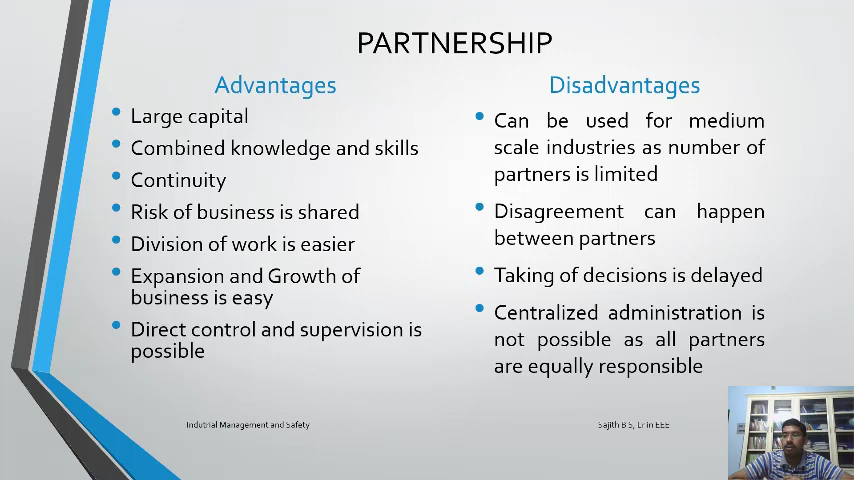 PARTNERSHIP
Advantages
Large capital
Combined knowledge and skills
Continuity
Risk of business is shared
Division of work is easier
Expansion and Growth of
business is easy
Direct control and supervision is
possible
Disadvantages
Can be used for medium
scale industries as number of
partners is limited
Disagreement can happen
between partners
Taking of decisions is delayed
Centralized administration is
not possible as all partners
are equally responsible
Indutrial Management and Safety
Sajith B S, Lr in EEE